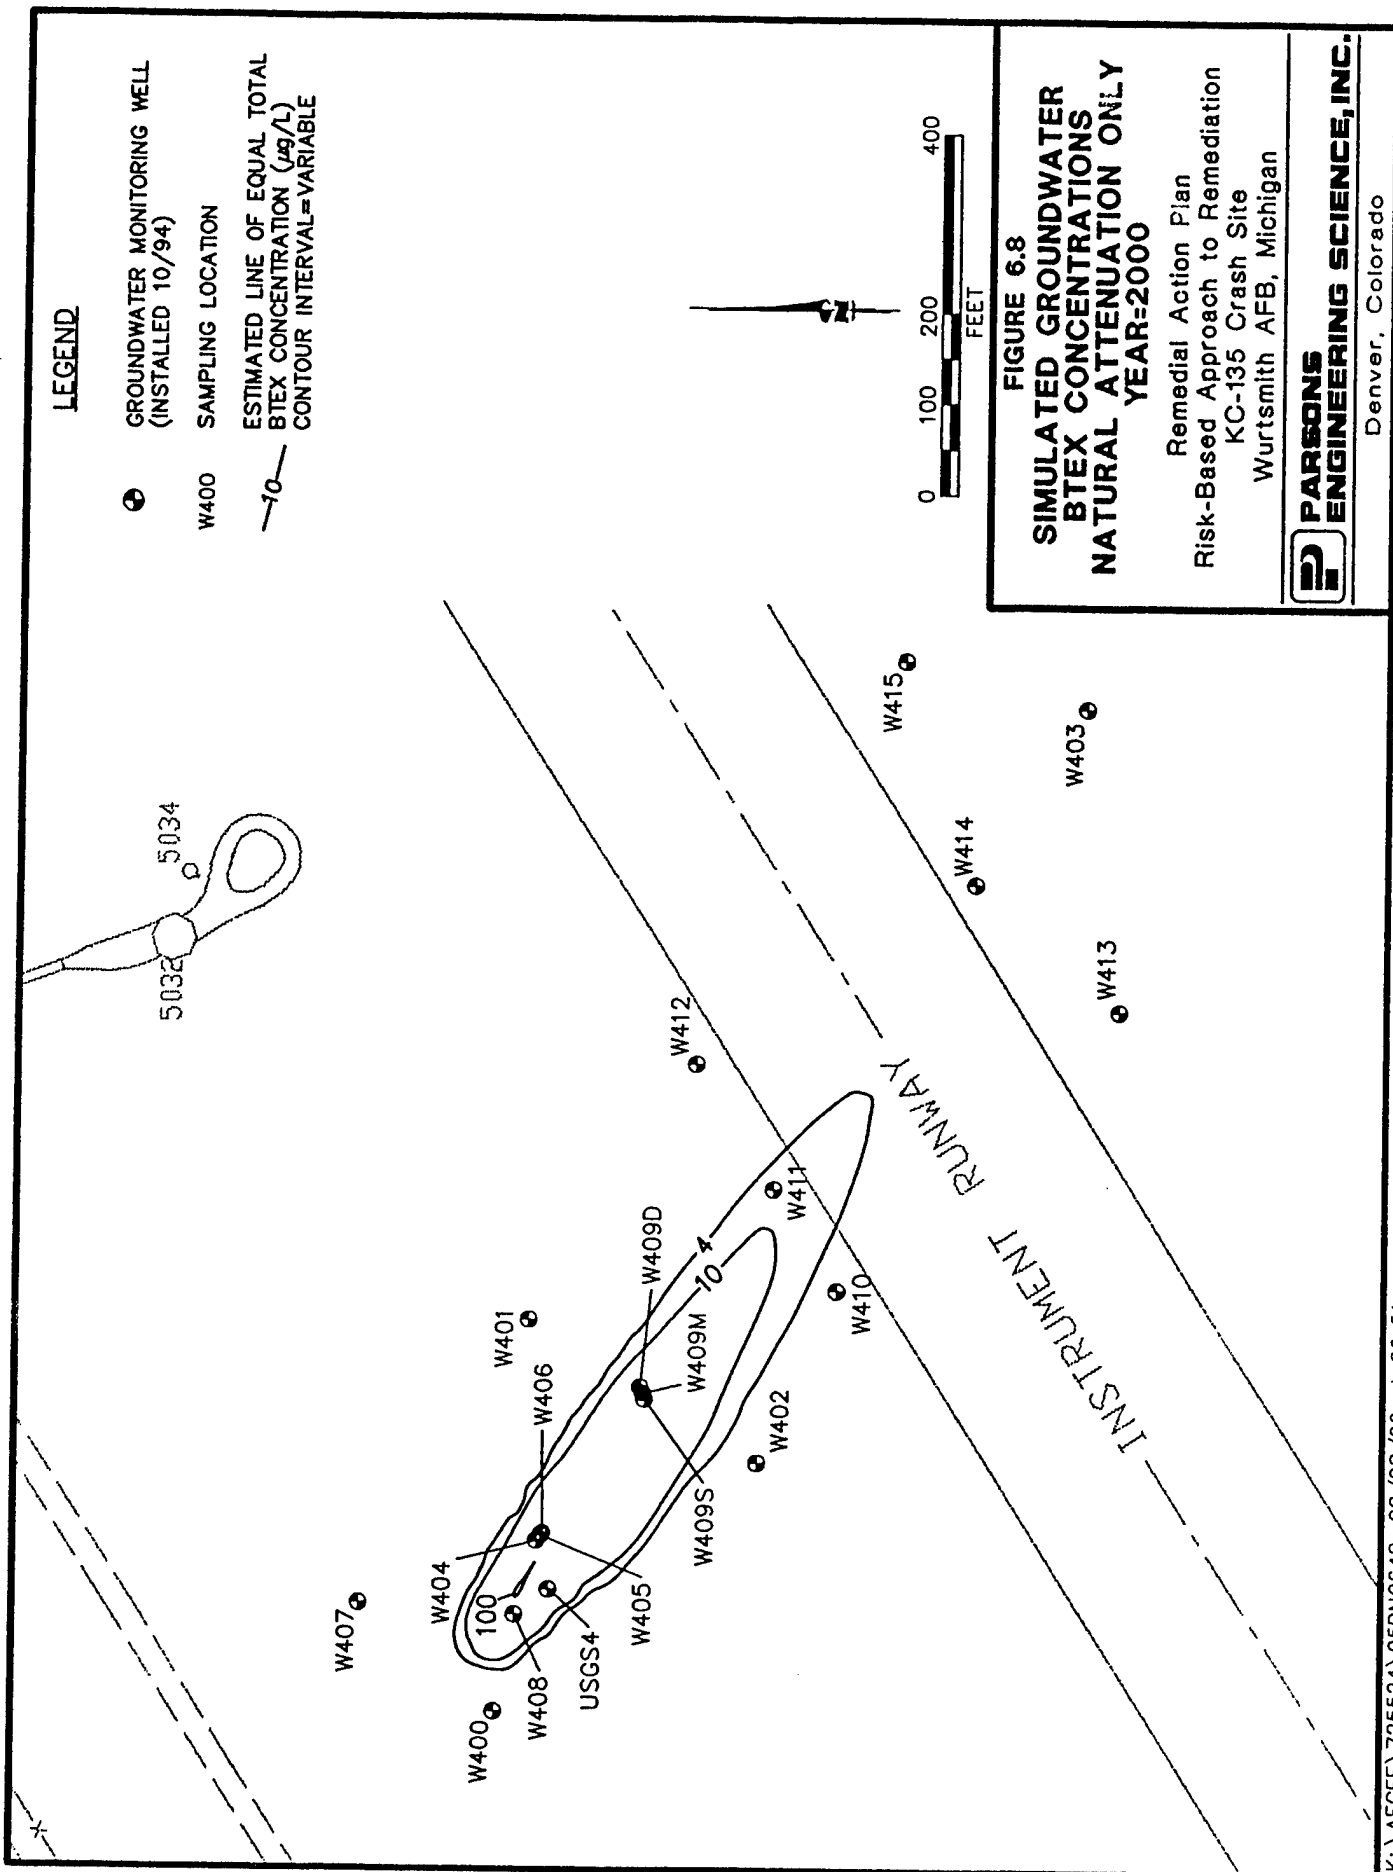 LEGEND
GROUNDWATER MONITORING WELL
(INSTALLED 10/94)
W400 SAMPLING LOCATION
10
ESTIMATED LINE OF EQUAL TOTAL
BTEX CONCENTRATION (µg/L)
CONTOUR INTERVAL=VARIABLE
5032
5034
W407
W400
W404
100
W408
USGS4
W405
W406
W401
W409S
W409M
W409D
10
4
W402
W410
W411
W412
INSTRUMENT RUNWAY
W413
W414
W415
W403
0 100 200 400
FEET
FIGURE 6.8
SIMULATED GROUNDWATER
BTEX CONCENTRATIONS
NATURAL ATTENUATION ONLY
YEAR=2000
Remedial Action Plan
Risk-Based Approach to Remediation
KC-135 Crash Site
Wurtsmith AFB, Michigan
PARSONS
ENGINEERING SCIENCE, INC.
Denver, Colorado